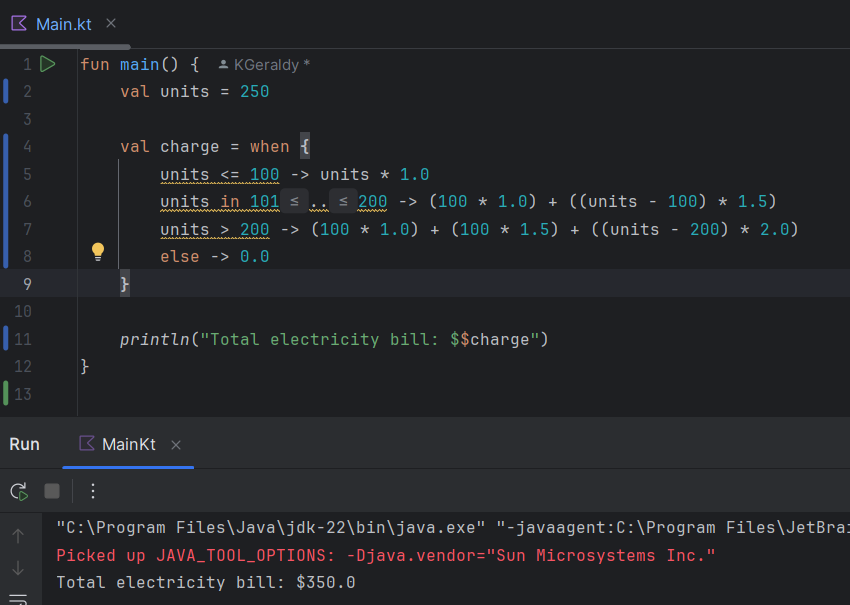 Main.kt
1 fun main() { KGeraldy *
2 val units = 250
3
4 val charge = when {
5 units <= 100 -> units * 1.0
6 units in 101 ≤ .. ≤ 200 -> (100 * 1.0) + ((units - 100) * 1.5)
7 units > 200 -> (100 * 1.0) + (100 * 1.5) + ((units - 200) * 2.0)
8 else -> 0.0
9 }
10
11 println("Total electricity bill: $$charge")
12 }
13
Run MainKt
"C:\Program Files\Java\jdk-22\bin\java.exe" "-javaagent:C:\Program Files\JetBrai
Picked up JAVA_TOOL_OPTIONS: -Djava.vendor="Sun Microsystems Inc."
Total electricity bill: $350.0